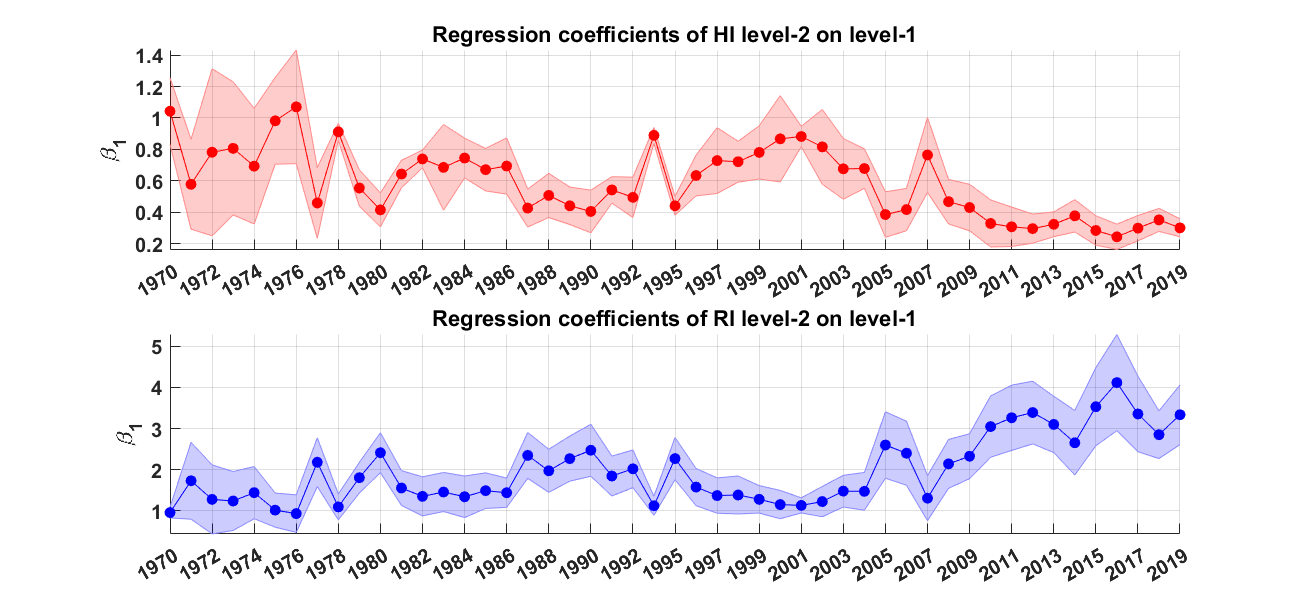 Regression coefficients of HI level-2 on level-1
β1
1.4
1.2
1
0.8
0.6
0.4
0.2
1970 1972 1974 1976 1978 1980 1982 1984 1986 1988 1990 1992 1995 1997 1999 2001 2003 2005 2007 2009 2011 2013 2015 2017 2019
Regression coefficients of RI level-2 on level-1
β1
5
4
3
2
1
1970 1972 1974 1976 1978 1980 1982 1984 1986 1988 1990 1992 1995 1997 1999 2001 2003 2005 2007 2009 2011 2013 2015 2017 2019